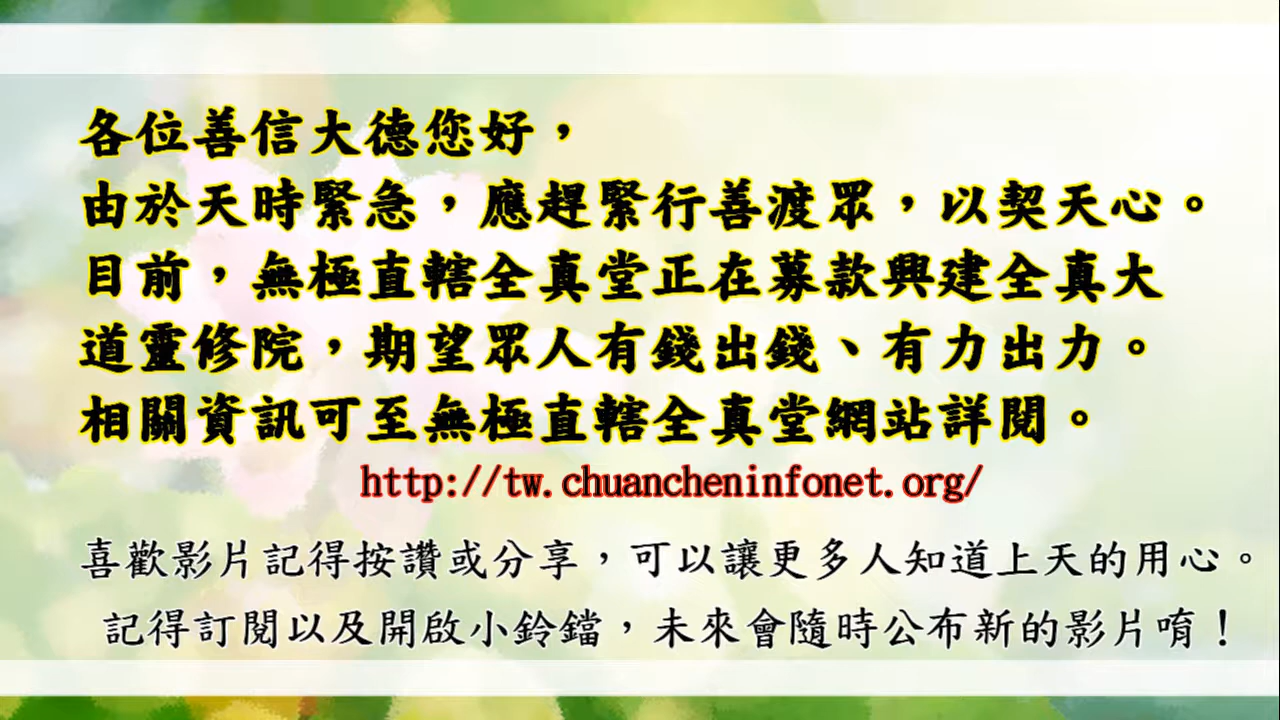 各位善信大德您好，
由於天時緊急，應趕緊行善渡眾，以契天心。
目前，無極直轄全真堂正在募款興建全真大
道靈修院，期望眾人有錢出錢、有力出力。
相關資訊可至無極直轄全真堂網站詳閱。
http://tw.chuancheninfonet.org/
喜歡影片記得按讚或分享，可以讓更多人知道上天的用心。
記得訂閱以及開啟小鈴鐺，未來會隨時公布新的影片唷！